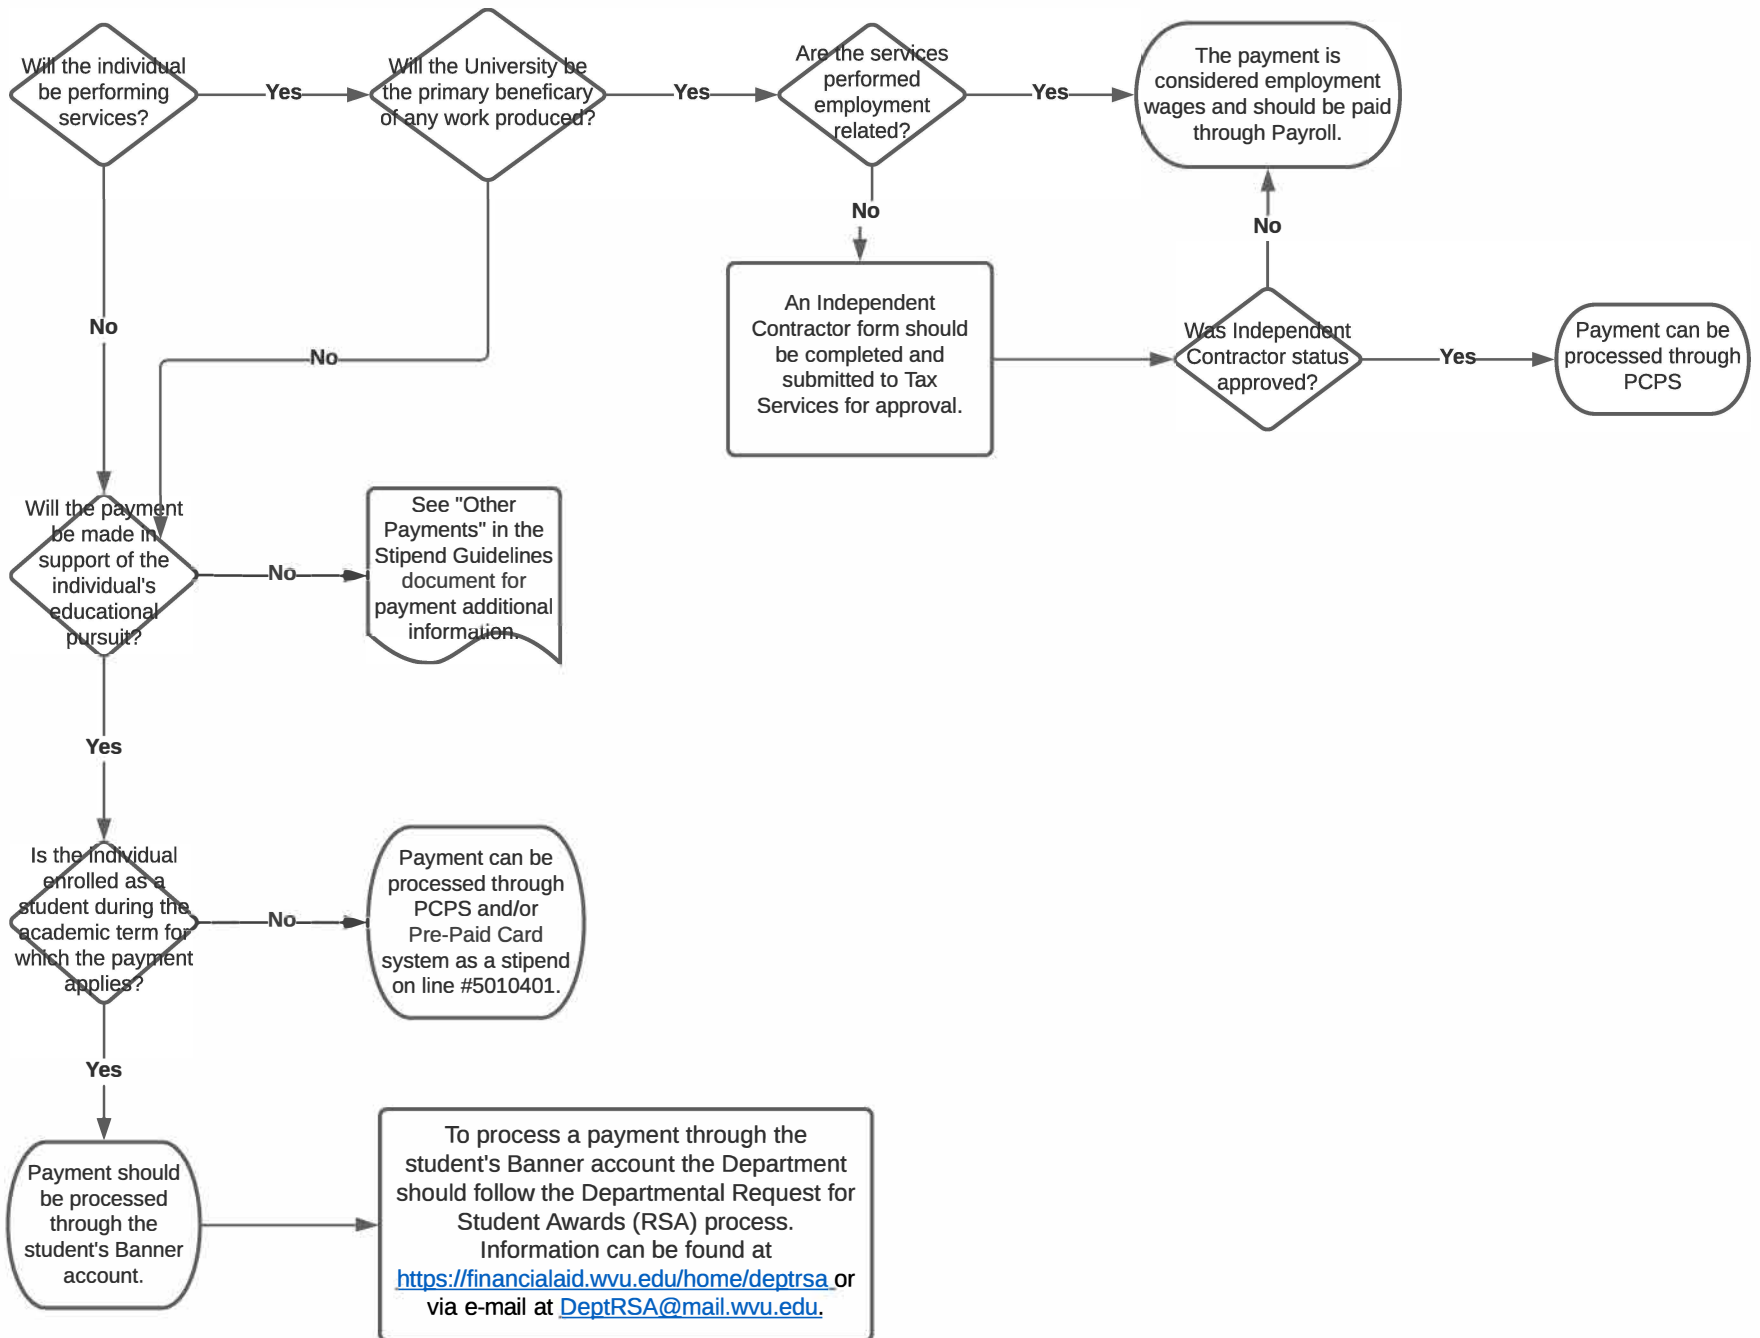 Will the individual
be performing
services?
Yes
Will the University be
the primary beneficary
of any work produced?
Yes
Are the services
performed
employment
related?
Yes
The payment is
considered employment
wages and should be paid
through Payroll.
No
No
An Independent
Contractor form should
be completed and
submitted to Tax
Services for approval.
Was Independent
Contractor status
approved?
Yes
Payment can be
processed through
PCPS
No
No
Will the payment
be made in
support of the
individual's
educational
pursuit?
No
See "Other
Payments" in the
Stipend Guidelines
document for
payment additional
information.
Yes
Is the individual
enrolled as a
student during the
academic term for
which the payment
applies?
No
Payment can be
processed through
PCPS and/or
Pre-Paid Card
system as a stipend
on line #5010401.
Yes
Payment should
be processed
through the
student's Banner
account.
To process a payment through the
student's Banner account the Department
should follow the Departmental Request for
Student Awards (RSA) process.
Information can be found at
https://financialaid.wvu.edu/home/deptrsa or
via e-mail at DeptRSA@mail.wvu.edu.